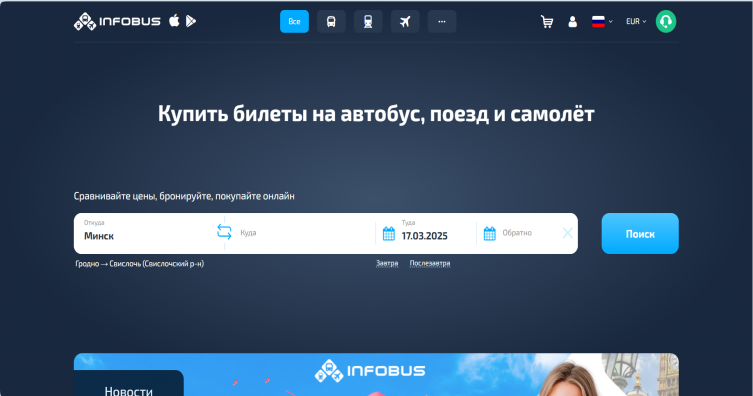 INFOBUS
Все
...
EUR
Купить билеты на автобус, поезд и самолёт
Сравнивайте цены, бронируйте, покупайте онлайн
Откуда
Минск
Куда
Туда
17.03.2025
Обратно
Поиск
Гродно → Свислочь (Свислочский р-н)
Завтра
Послезавтра
INFOBUS
Новости